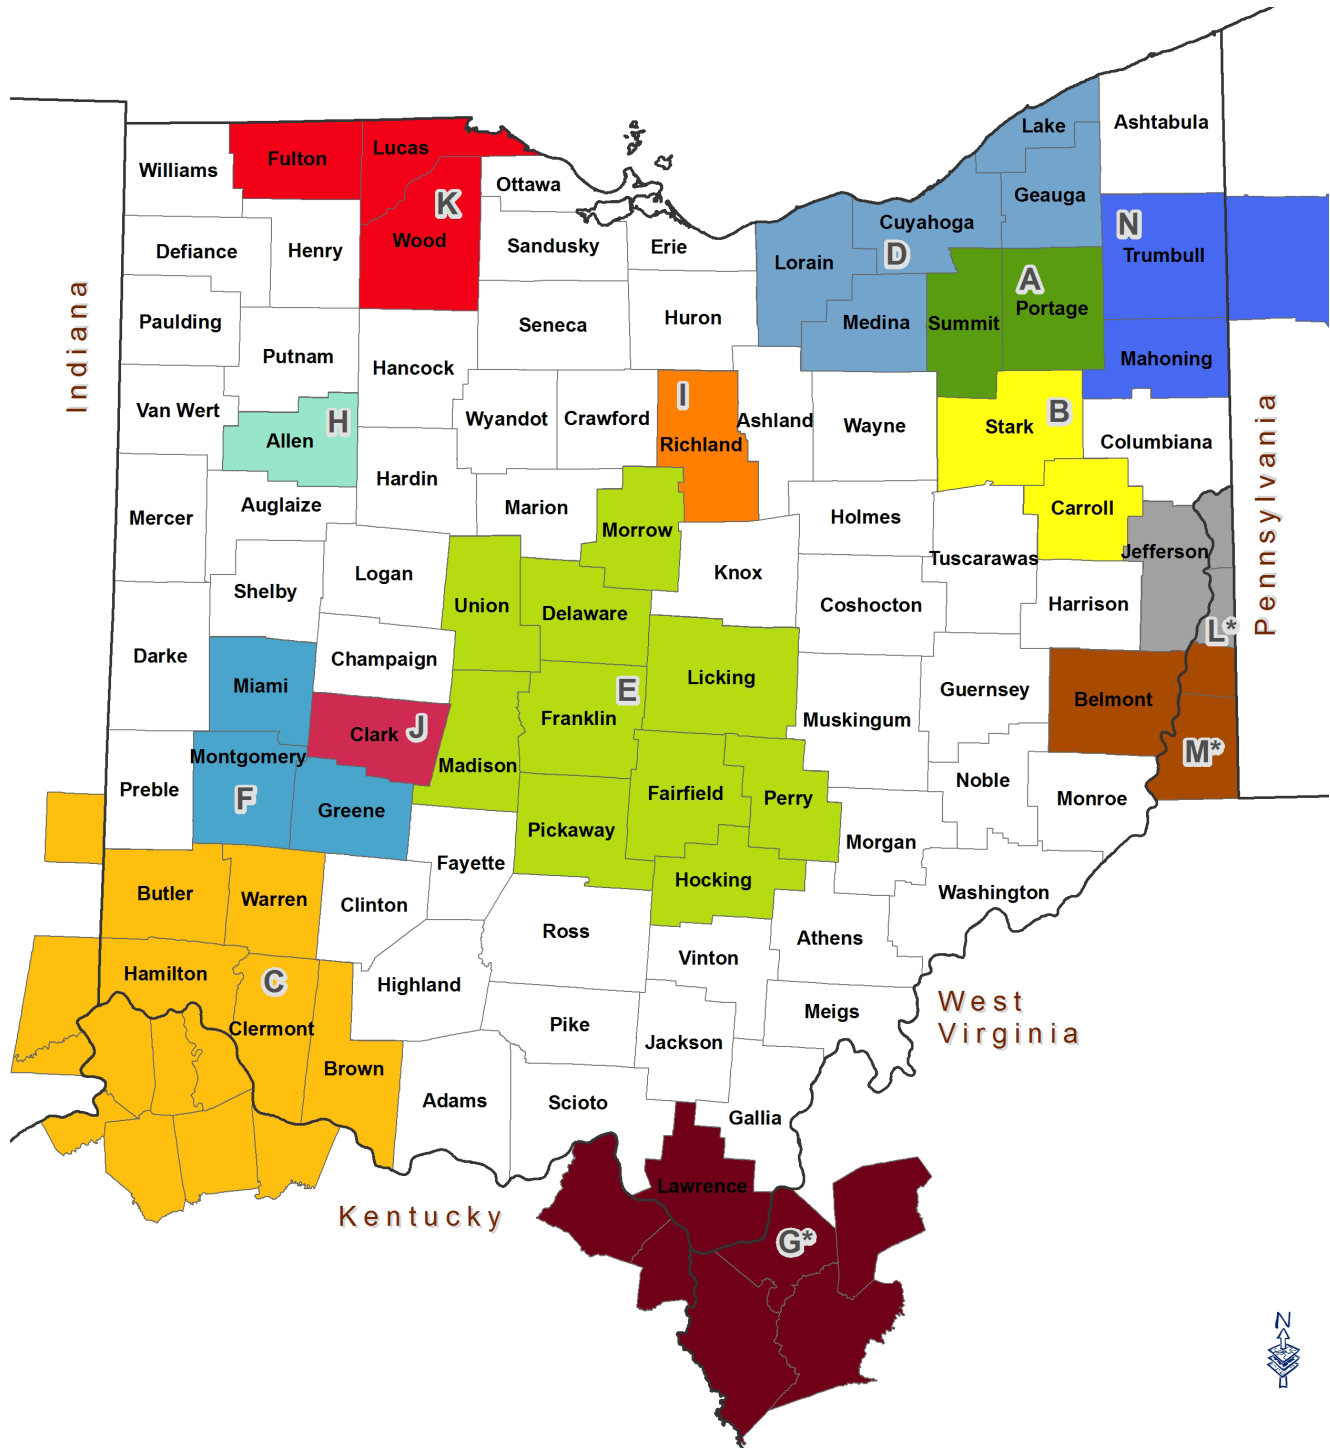 Ashtabula
Lake
Lucas
Fulton
Williams
Ottawa
Geauga
K
Cuyahoga
N
Wood
Sandusky
Erie
Henry
Defiance
D
Trumbull
Lorain
A
Portage
Paulding
Seneca
Huron
Medina
Summit
Putnam
Mahoning
Hancock
Indiana
I
Van Wert
H
Wyandot
Crawford
Ashland
Wayne
B
Stark
Allen
Richland
Columbiana
Pennsylvania
Hardin
Auglaize
Marion
Carroll
Mercer
Holmes
Morrow
Jefferson
Tuscarawas
Logan
Knox
Shelby
Union
Delaware
Coshocton
Harrison
L*
Darke
Champaign
Miami
Licking
E
Guernsey
Belmont
Franklin
Muskingum
Clark
J
Montgomery
Madison
M*
Preble
F
Greene
Fairfield
Perry
Noble
Monroe
Pickaway
Morgan
Fayette
Hocking
Butler
Warren
Clinton
Washington
Ross
Athens
Vinton
Hamilton
C
Highland
West
Virginia
Clermont
Pike
Meigs
Jackson
Brown
Adams
Scioto
Gallia
Lawrence
Kentucky
G*
N